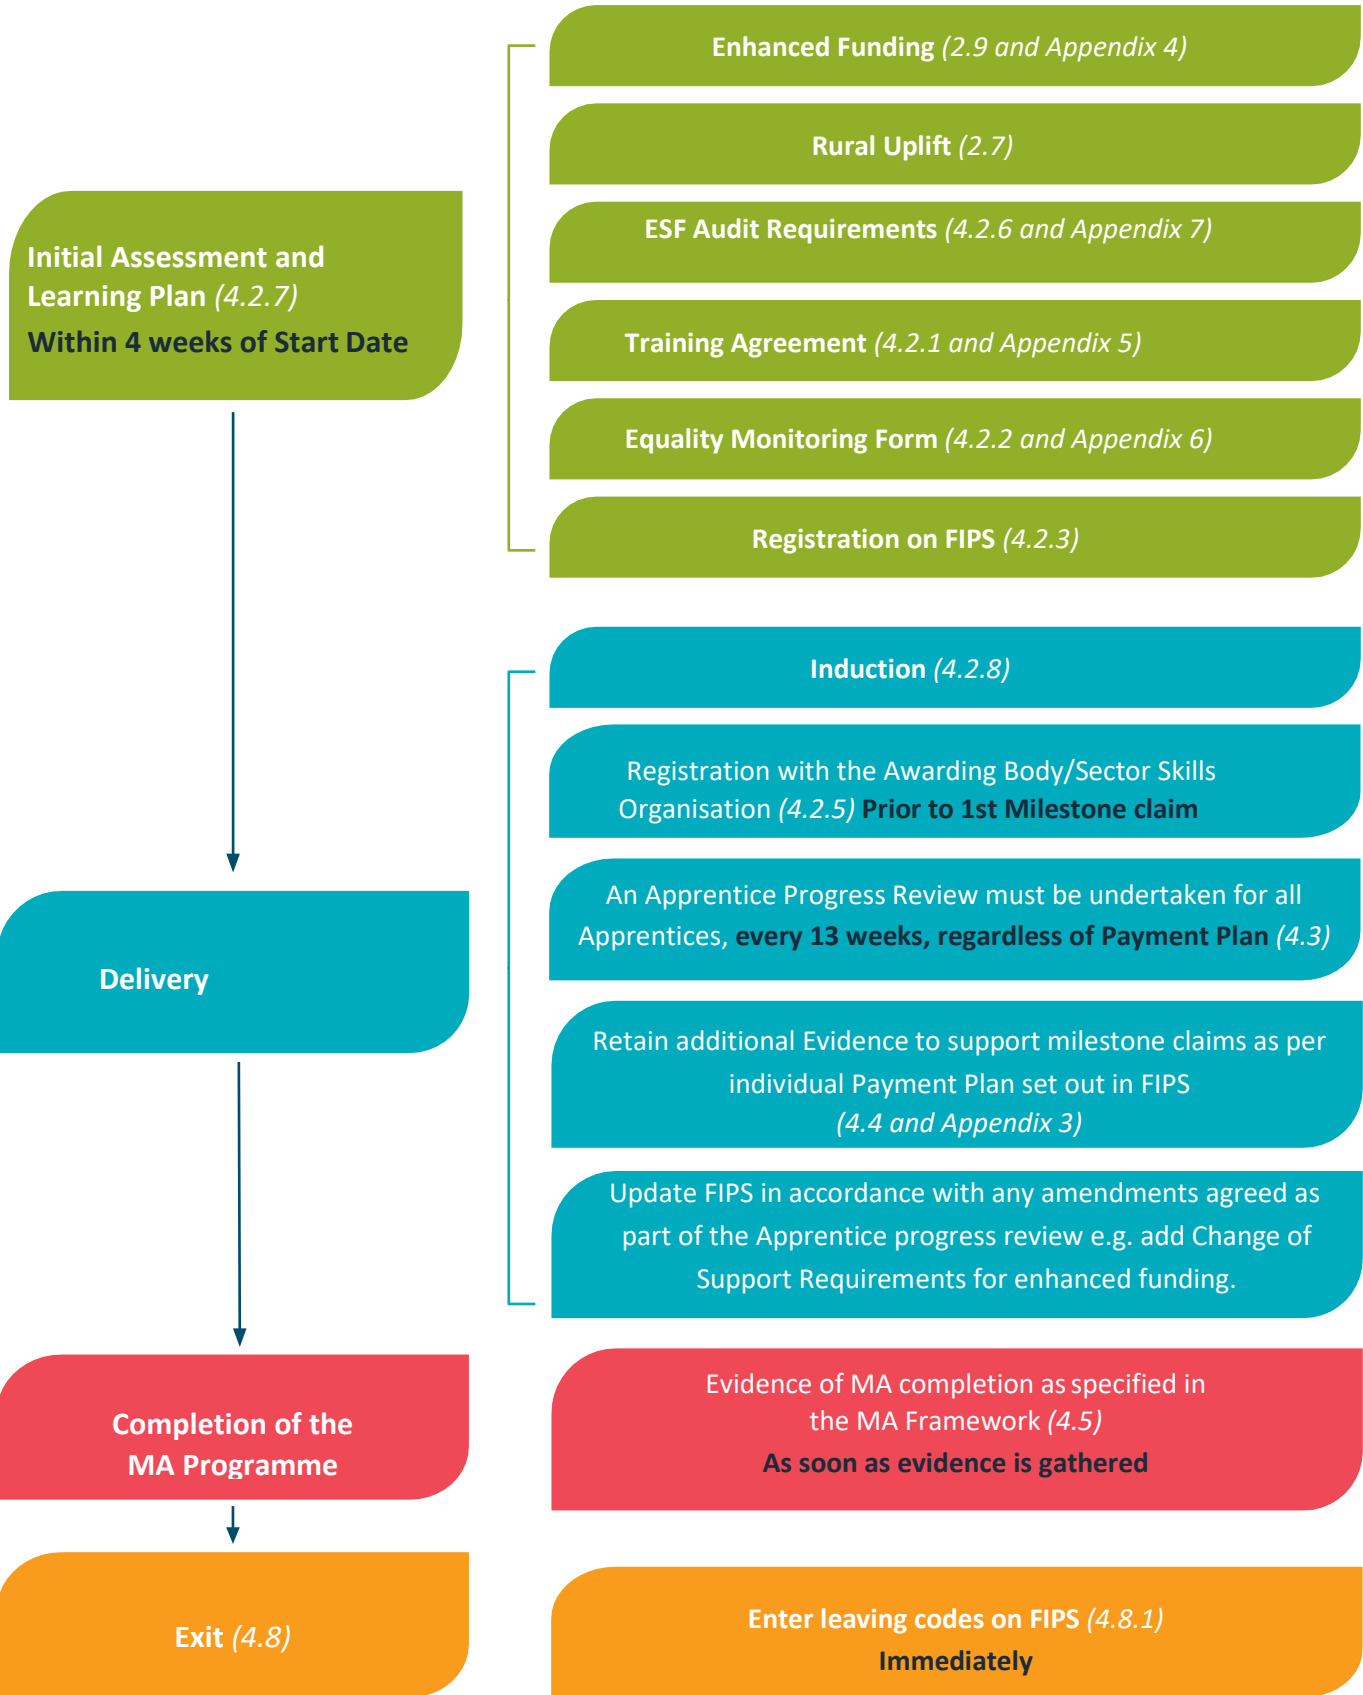 Enhanced Funding (2.9 and Appendix 4)
Rural Uplift (2.7)
ESF Audit Requirements (4.2.6 and Appendix 7)
Initial Assessment and
Learning Plan (4.2.7)
Within 4 weeks of Start Date
Training Agreement (4.2.1 and Appendix 5)
Equality Monitoring Form (4.2.2 and Appendix 6)
Registration on FIPS (4.2.3)
Induction (4.2.8)
Registration with the Awarding Body/Sector Skills
Organisation (4.2.5) Prior to 1st Milestone claim
An Apprentice Progress Review must be undertaken for all
Apprentices, every 13 weeks, regardless of Payment Plan (4.3)
Delivery
Retain additional Evidence to support milestone claims as per
individual Payment Plan set out in FIPS
(4.4 and Appendix 3)
Update FIPS in accordance with any amendments agreed as
part of the Apprentice progress review e.g. add Change of
Support Requirements for enhanced funding.
Completion of the
MA Programme
Evidence of MA completion as specified in
the MA Framework (4.5)
As soon as evidence is gathered
Exit (4.8)
Enter leaving codes on FIPS (4.8.1)
Immediately